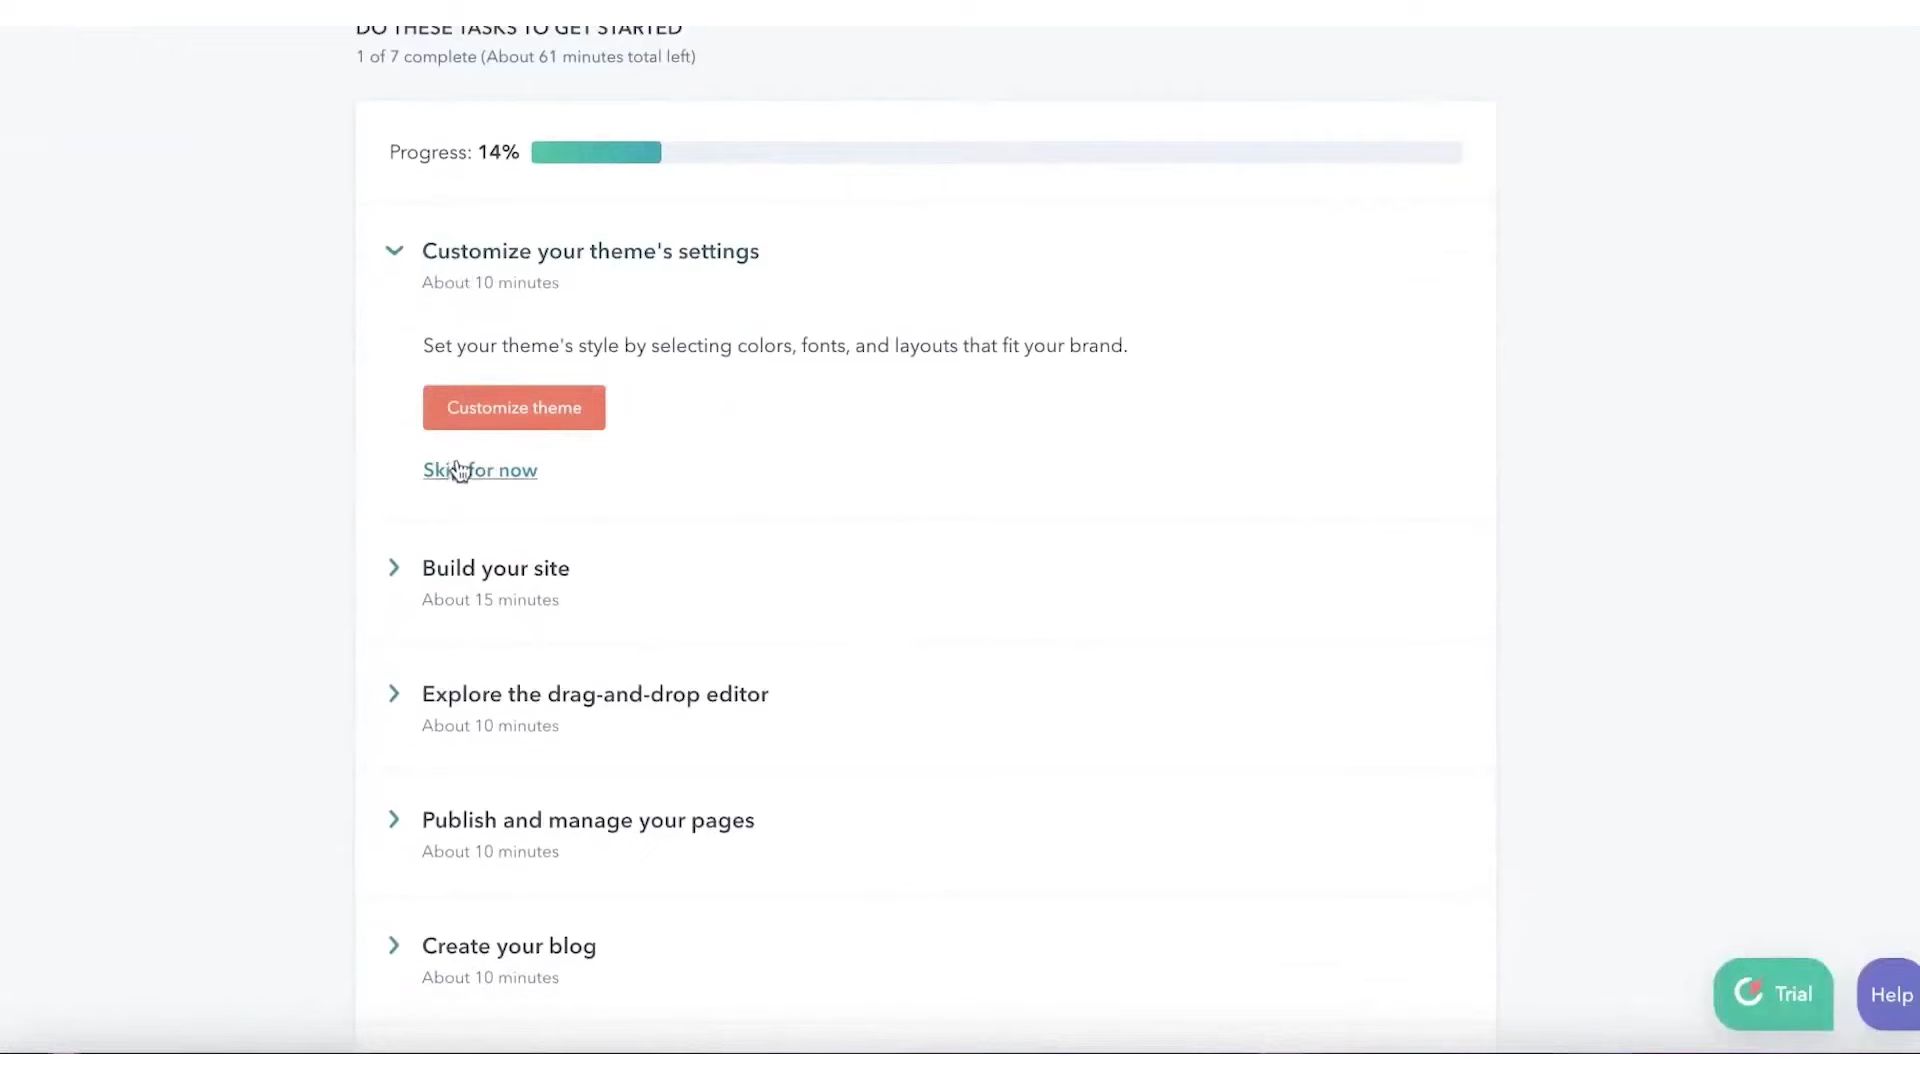 DO THESE TASKS TO GET STARTED
1 of 7 complete (About 61 minutes total left)
Progress: 14%
Customize your theme's settings
About 10 minutes
Set your theme's style by selecting colors, fonts, and layouts that fit your brand.
Customize theme
Skip for now
Build your site
About 15 minutes
Explore the drag-and-drop editor
About 10 minutes
Publish and manage your pages
About 10 minutes
Create your blog
About 10 minutes
Trial
Help